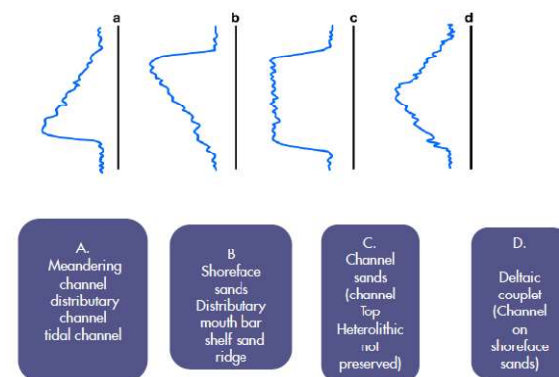 a b c d
A.
Meandering
channel
distributary
channel
tidal channel
B
Shoreface
sands
Distributary
mouth bar
shelf sand
ridge
C.
Channel
sands
(channel
Top
Heterolithic
not
preserved)
D.
Deltaic
couplet
(Channel
on
shoreface
sands)